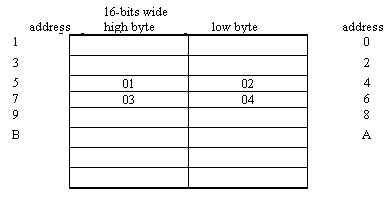 16-bits wide
address high byte low byte address
1 0
3 2
5 01 02 4
7 03 04 6
9 8
B A